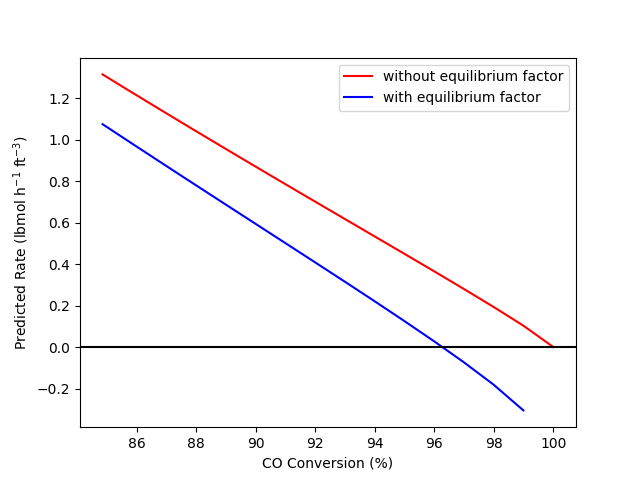 without equilibrium factor
with equilibrium factor
1.2
1.0
0.8
0.6
0.4
0.2
0.0
−0.2
Predicted Rate (lbmol h⁻¹ ft⁻³)
86 88 90 92 94 96 98 100
CO Conversion (%)